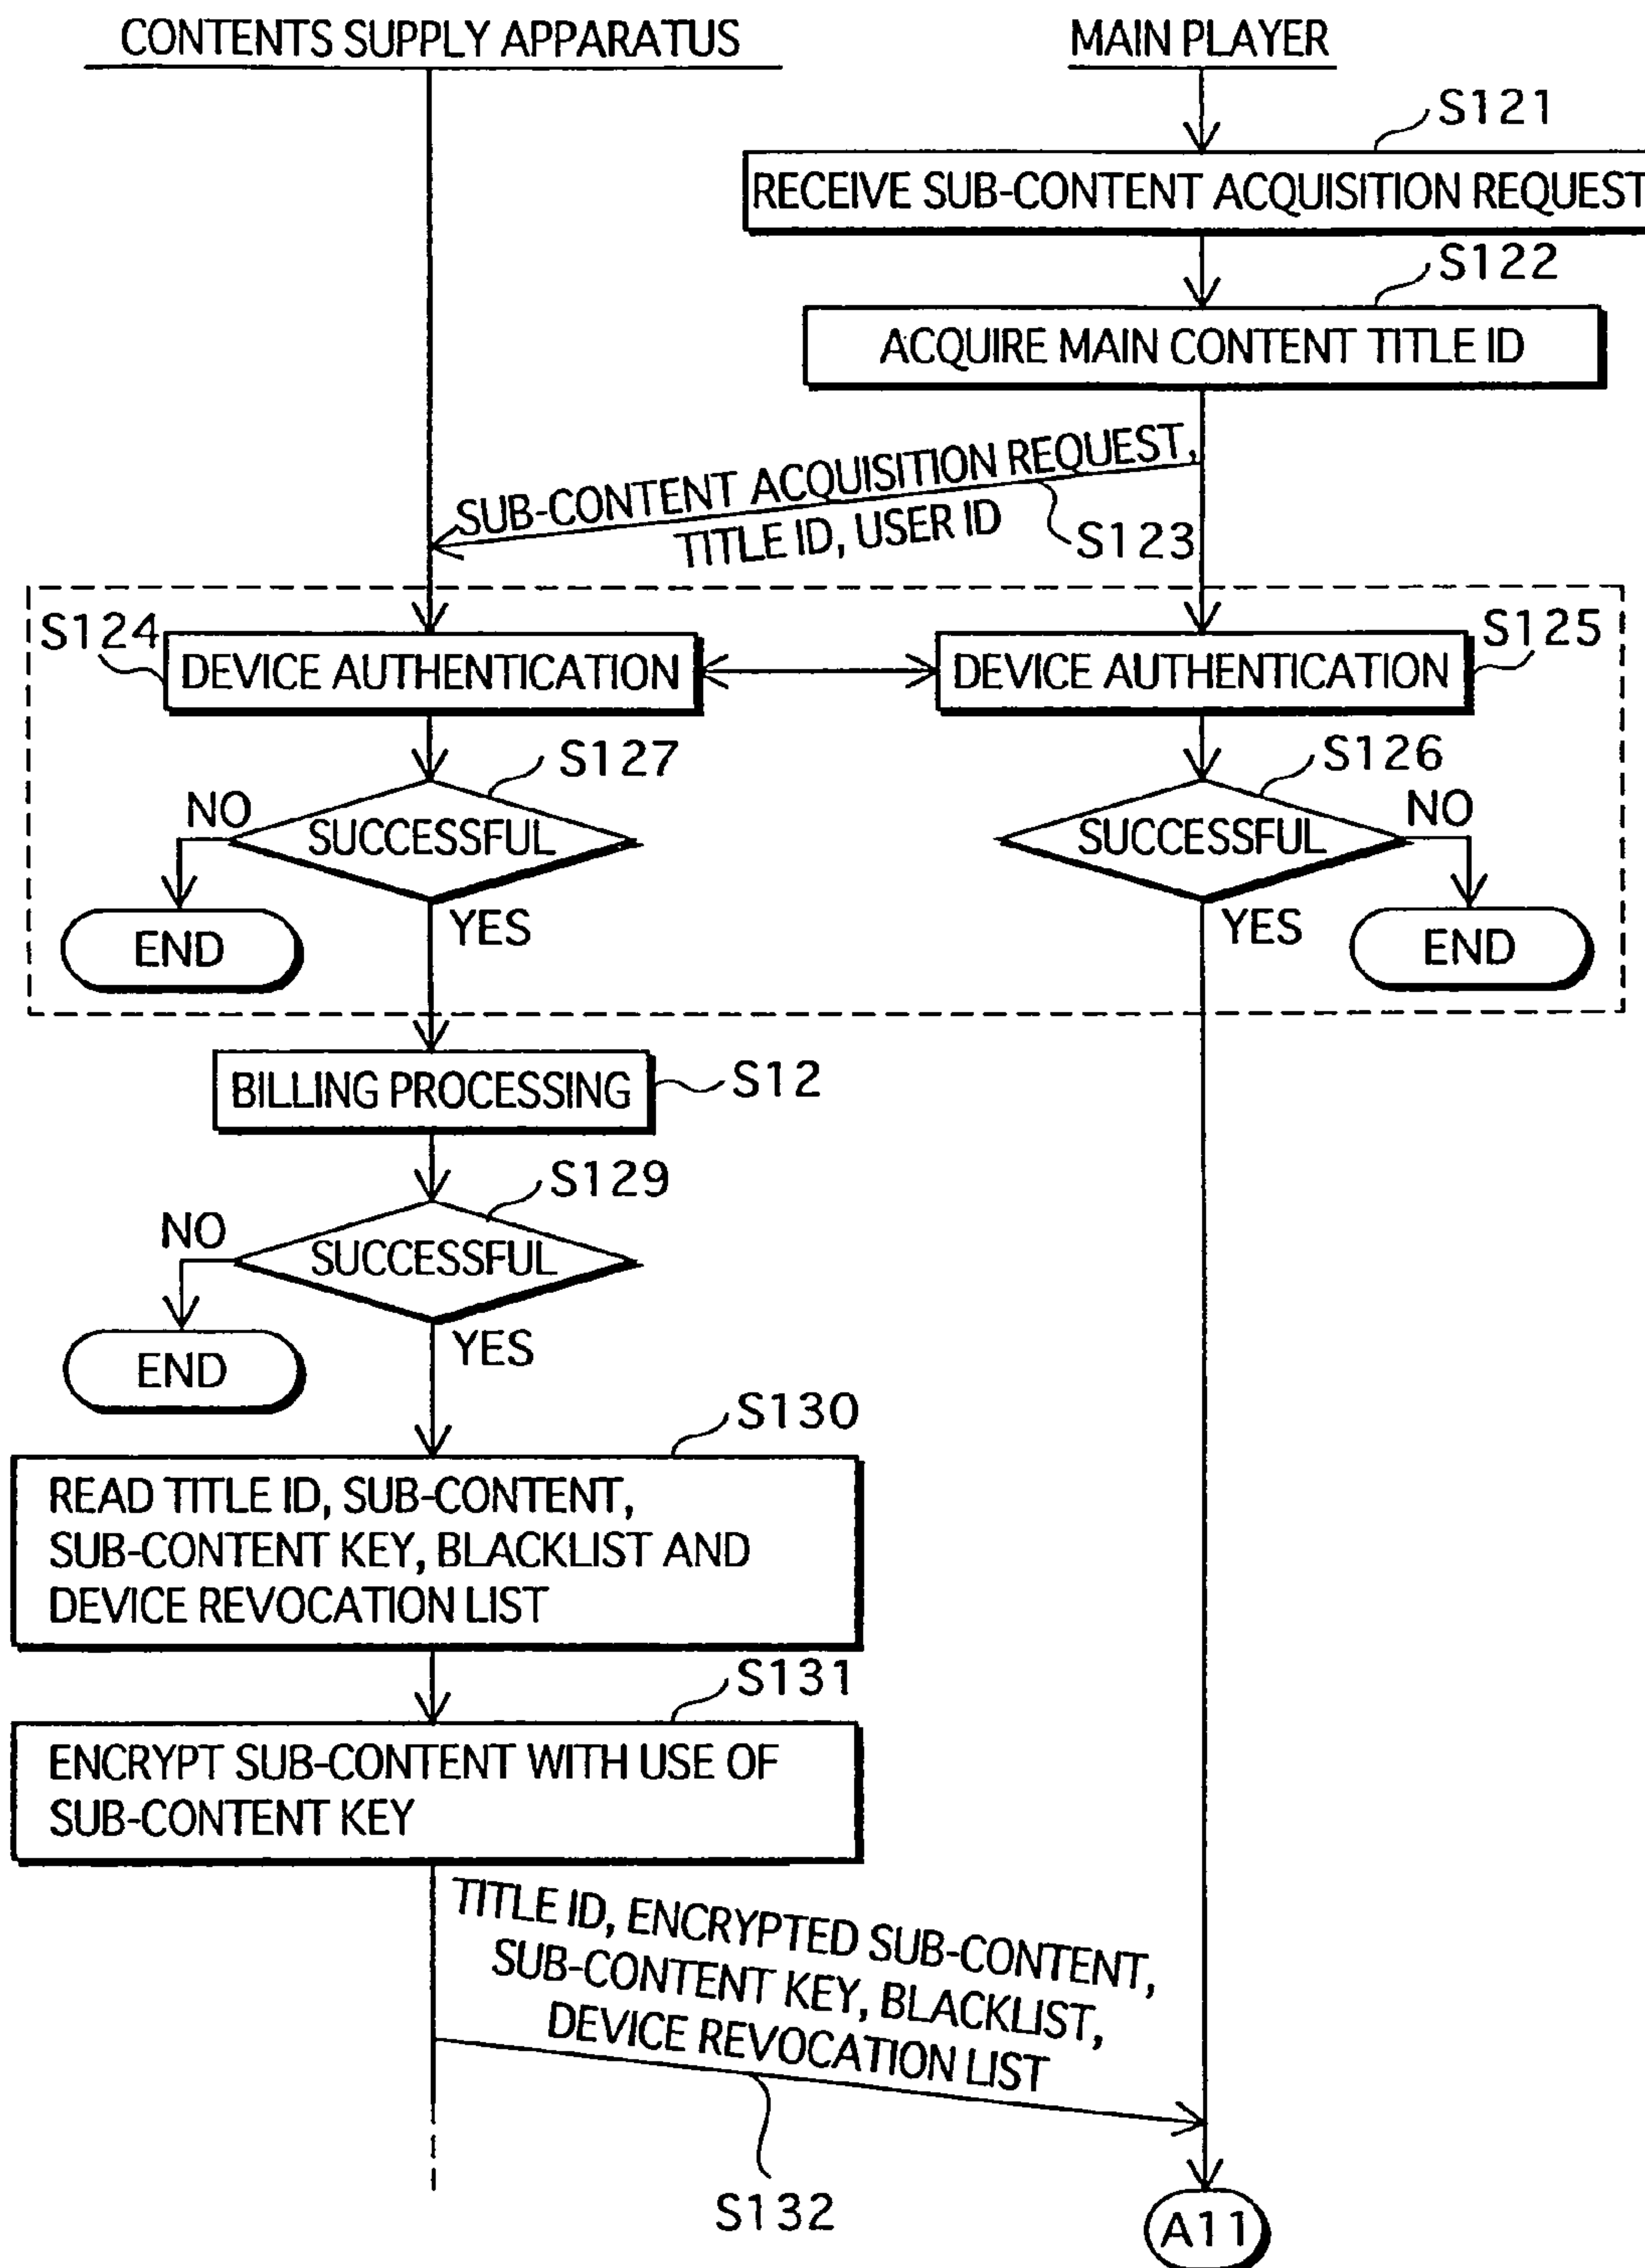 CONTENTS SUPPLY APPARATUS
MAIN PLAYER
S121
RECEIVE SUB-CONTENT ACQUISITION REQUEST
S122
ACQUIRE MAIN CONTENT TITLE ID
SUB-CONTENT ACQUISITION REQUEST,
TITLE ID, USER ID
S123
S124
DEVICE AUTHENTICATION
DEVICE AUTHENTICATION
S125
S127
S126
NO
SUCCESSFUL
SUCCESSFUL
NO
END
YES
YES
END
BILLING PROCESSING
S12
S129
NO
SUCCESSFUL
END
YES
S130
READ TITLE ID, SUB-CONTENT,
SUB-CONTENT KEY, BLACKLIST AND
DEVICE REVOCATION LIST
S131
ENCRYPT SUB-CONTENT WITH USE OF
SUB-CONTENT KEY
TITLE ID, ENCRYPTED SUB-CONTENT,
SUB-CONTENT KEY, BLACKLIST,
DEVICE REVOCATION LIST
S132
A11